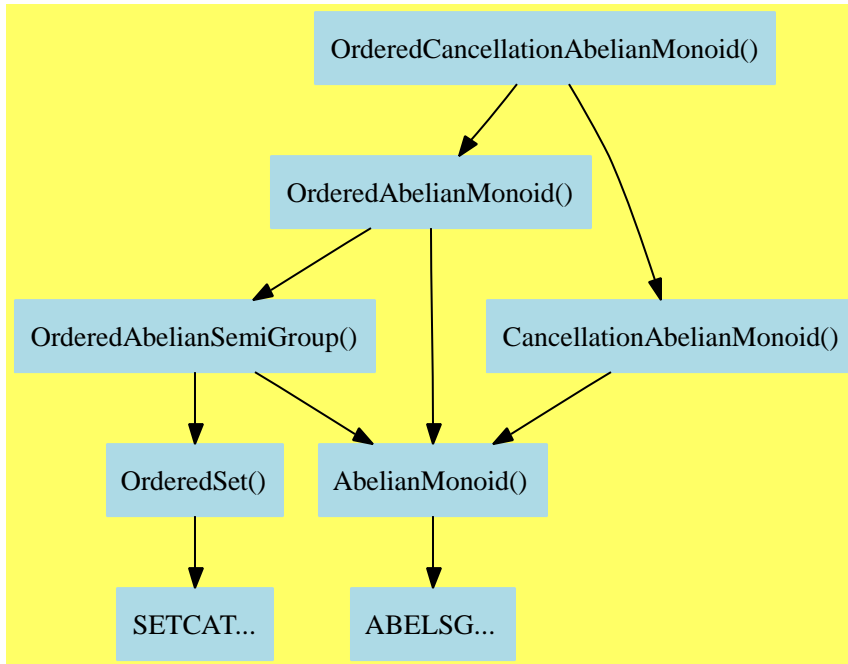 OrderedCancellationAbelianMonoid()
OrderedAbelianMonoid()
OrderedAbelianSemiGroup()
CancellationAbelianMonoid()
OrderedSet()
AbelianMonoid()
SETCAT...
ABELSG...